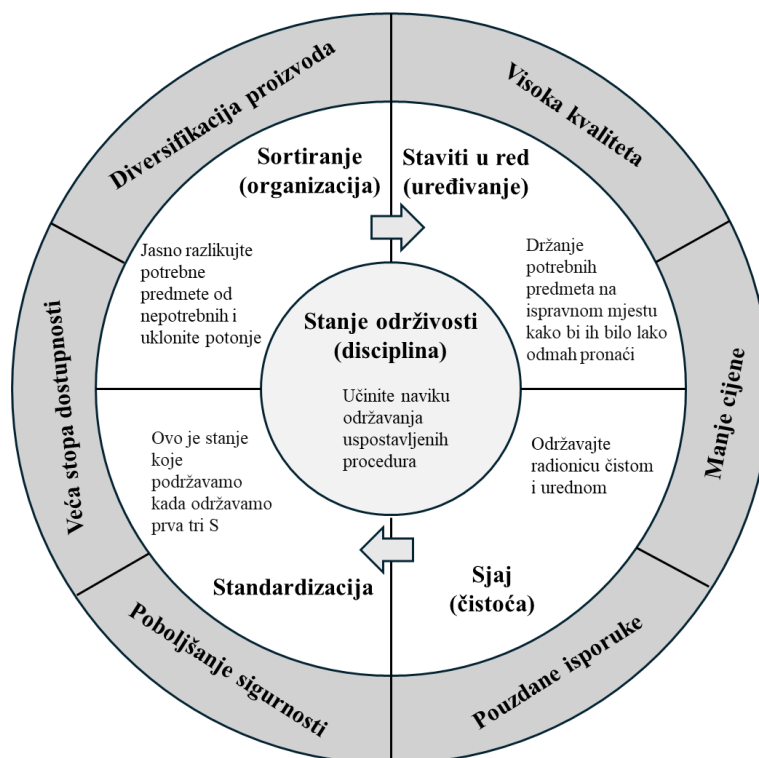 Diversifikacija proizvoda
Visoka kvaliteta
Sortiranje
(organizacija)
Staviti u red
(uređivanje)
Jasno razlikujte
potrebne
predmete od
nepotrebnih i
uklonite potonje
Držanje
potrebnih
predmeta na
ispravnom mjestu
kako bi ih bilo lako
odmah pronaći
Stanje održivosti
(disciplina)
Učinite naviku
održavanja
uspostavljenih
procedura
Veća stopa dostupnosti
Manje cijene
Ovo je stanje
koje
podržavamo
kada održavamo
prva tri S
Održavajte
radionicu čistom
i urednom
Standardizacija
Sjaj
(čistoća)
Poboljšanje sigurnosti
Pouzdane isporuke